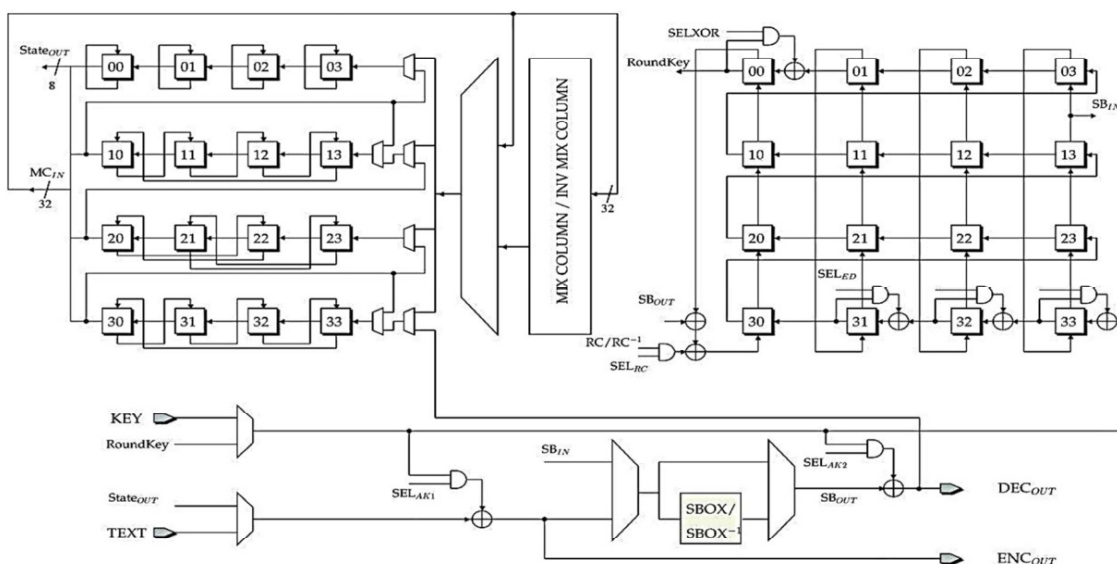 State_OUT
8
00 01 02 03
10 11 12 13
MC_IN
32
20 21 22 23
30 31 32 33
MIX COLUMN / INV MIX COLUMN
32
SELXOR
RoundKey
00 01 02 03
SB_IN
10 11 12 13
20 21 22 23
SEL_ED
SB_OUT
30 31 32 33
RC/RC⁻¹
SEL_RC
KEY
RoundKey
SB_IN
SEL_AK1
SEL_AK2
State_OUT
SBOX/
SBOX⁻¹
SB_OUT
DEC_OUT
TEXT
ENC_OUT